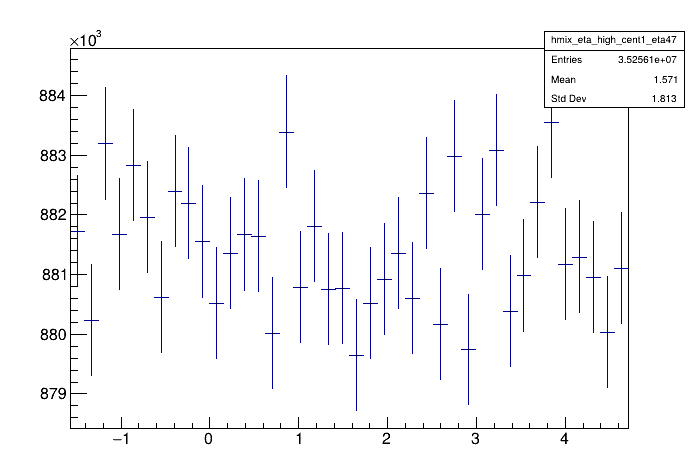 ×10³
hmix_eta_high_cent1_eta47
Entries 3.52561e+07
Mean 1.571
Std Dev 1.813
884
883
882
881
880
879
−1 0 1 2 3 4